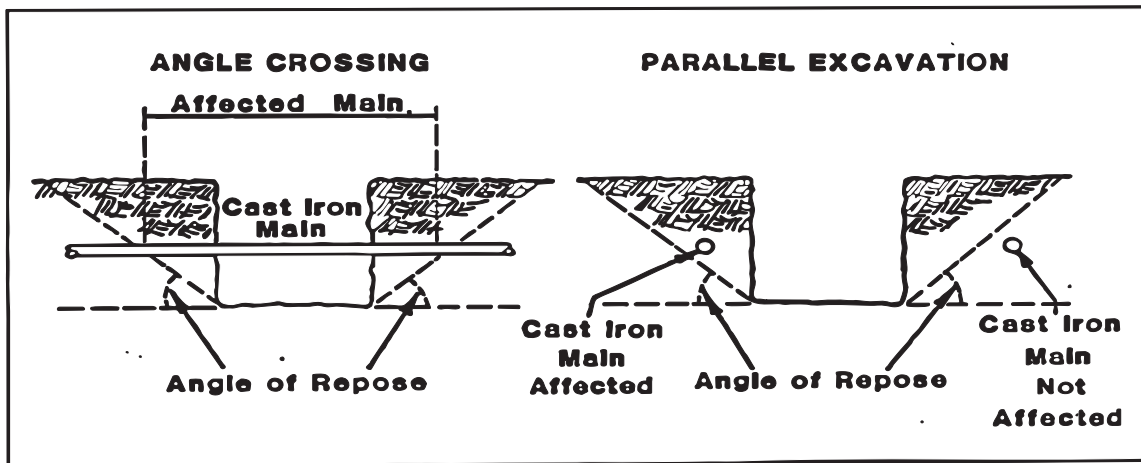 ANGLE CROSSING
Affected Main
Cast Iron
Main
Angle of Repose
PARALLEL EXCAVATION
Cast Iron
Main
Affected
Angle of Repose
Cast Iron
Main
Not
Affected